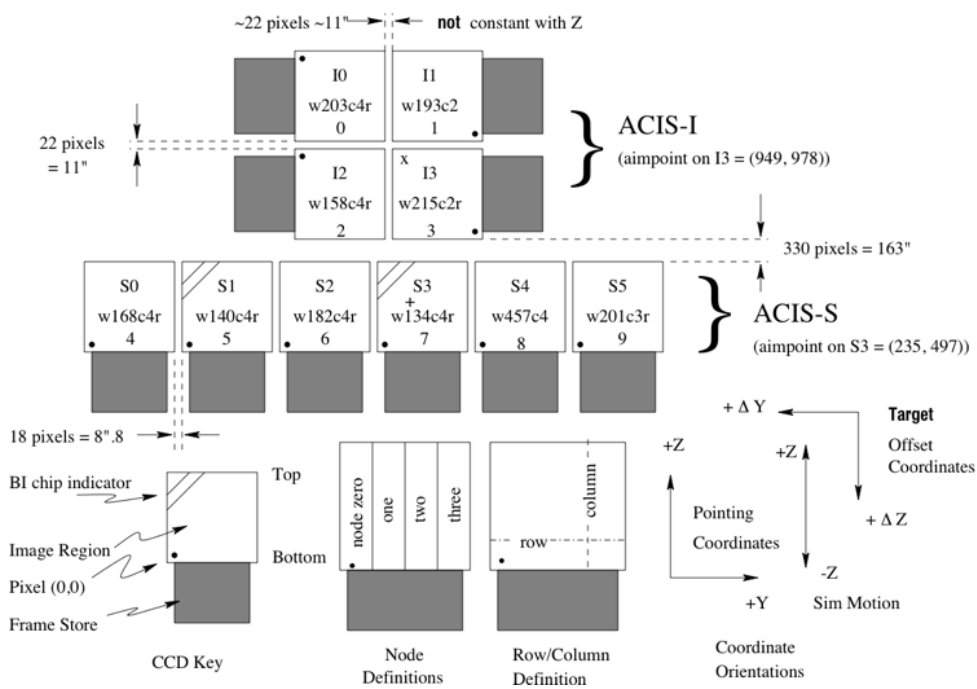 ~22 pixels ~11"
not constant with Z
I0
w203c4r
0
I1
w193c2
1
ACIS-I
(aimpoint on I3 = (949, 978))
22 pixels
= 11"
I2
w158c4r
2
x
I3
w215c2r
3
330 pixels = 163"
S0
w168c4r
4
S1
w140c4r
5
S2
w182c4r
6
S3
+
w134c4r
7
S4
w457c4
8
S5
w201c3r
9
ACIS-S
(aimpoint on S3 = (235, 497))
18 pixels = 8".8
BI chip indicator
Image Region
Pixel (0,0)
Frame Store
Top
Bottom
CCD Key
node zero
one
two
three
Node
Definitions
column
row
Row/Column
Definition
+ Δ Y
Target
Offset
Coordinates
+ Δ Z
+Z
Pointing
Coordinates
+Y
+Z
-Z
Sim Motion
Coordinate
Orientations